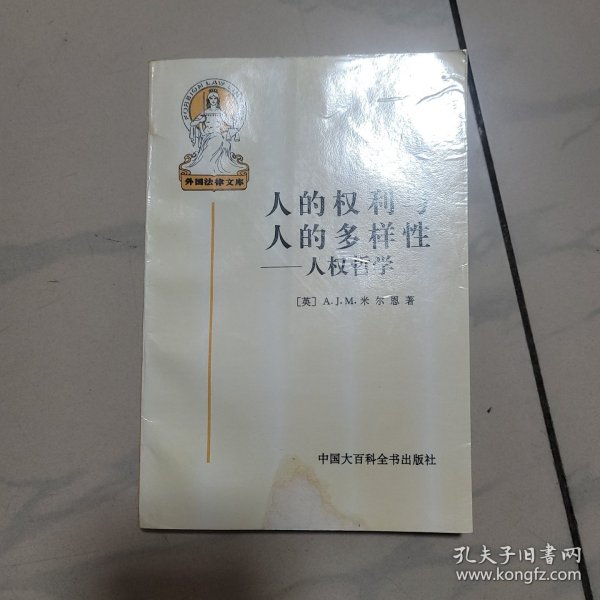 FOREIGN LAW
外国法律文库
人的权利与
人的多样性
——人权哲学
[英] A.J.M.米尔恩著
中国大百科全书出版社
孔夫子旧书网
www.kongfz.com